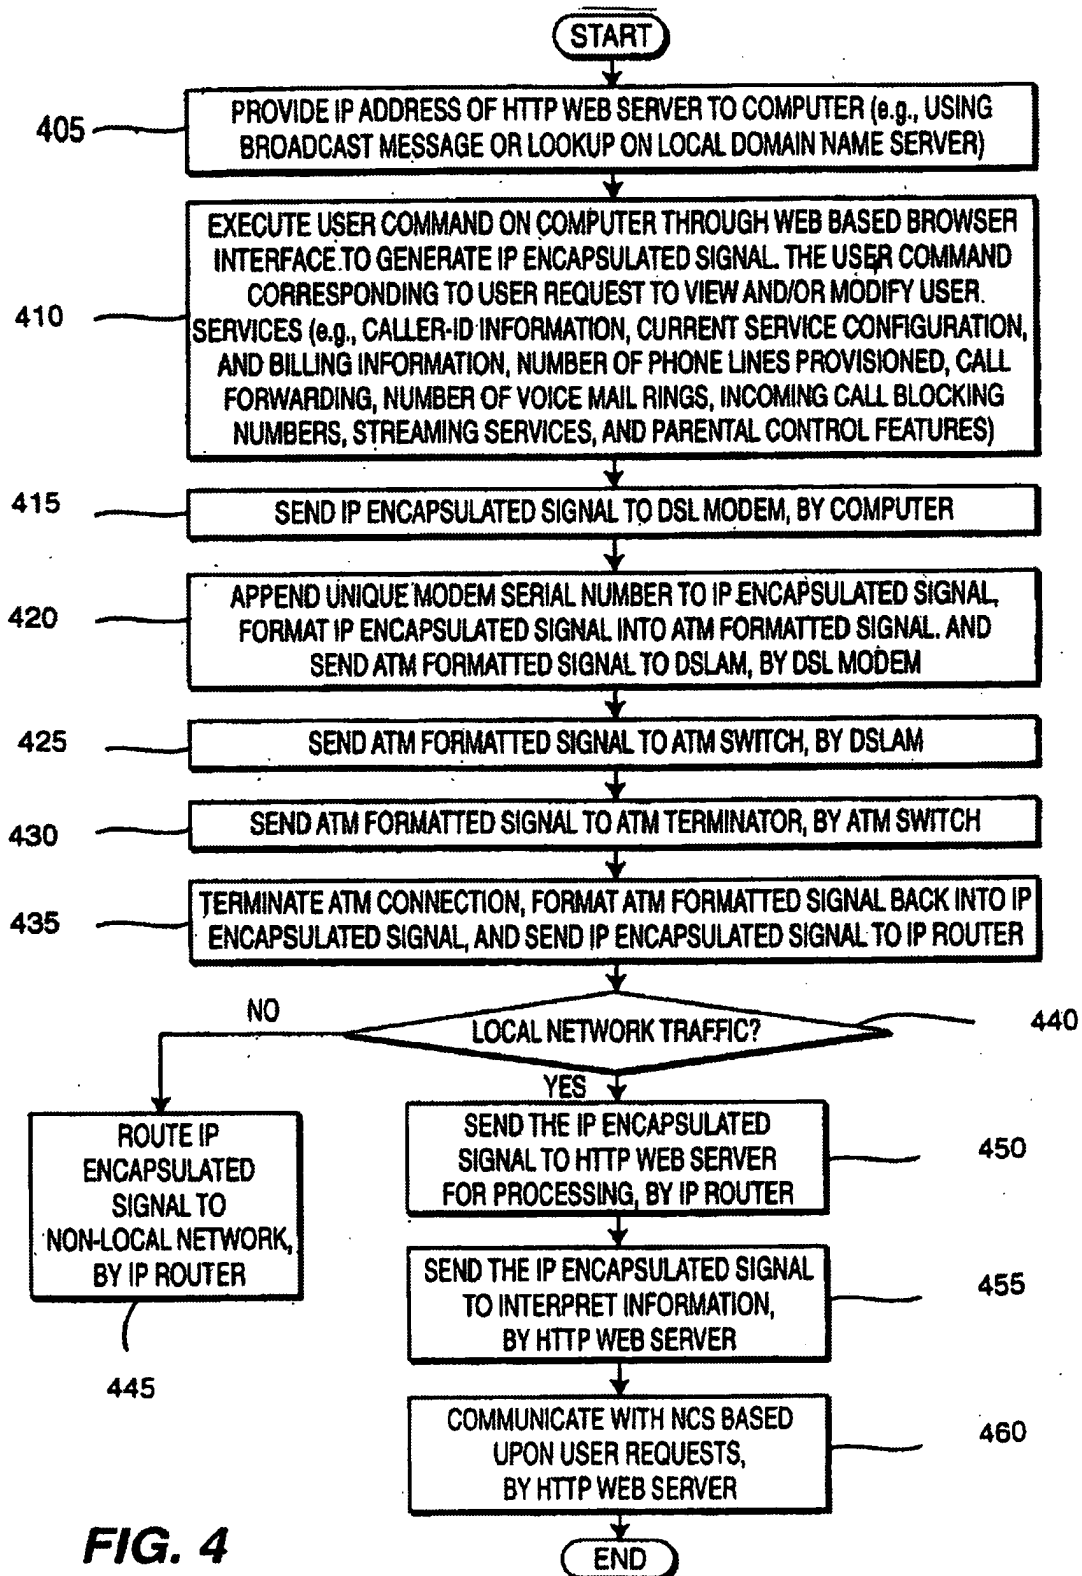 START
405
PROVIDE IP ADDRESS OF HTTP WEB SERVER TO COMPUTER (e.g., USING
BROADCAST MESSAGE OR LOOKUP ON LOCAL DOMAIN NAME SERVER)
410
EXECUTE USER COMMAND ON COMPUTER THROUGH WEB BASED BROWSER
INTERFACE TO GENERATE IP ENCAPSULATED SIGNAL. THE USER COMMAND
CORRESPONDING TO USER REQUEST TO VIEW AND/OR MODIFY USER.
SERVICES (e.g., CALLER-ID INFORMATION, CURRENT SERVICE CONFIGURATION,
AND BILLING INFORMATION, NUMBER OF PHONE LINES PROVISIONED, CALL
FORWARDING, NUMBER OF VOICE MAIL RINGS, INCOMING CALL BLOCKING
NUMBERS, STREAMING SERVICES, AND PARENTAL CONTROL FEATURES)
415
SEND IP ENCAPSULATED SIGNAL TO DSL MODEM, BY COMPUTER
420
APPEND UNIQUE MODEM SERIAL NUMBER TO IP ENCAPSULATED SIGNAL,
FORMAT IP ENCAPSULATED SIGNAL INTO ATM FORMATTED SIGNAL. AND
SEND ATM FORMATTED SIGNAL TO DSLAM, BY DSL MODEM
425
SEND ATM FORMATTED SIGNAL TO ATM SWITCH, BY DSLAM
430
SEND ATM FORMATTED SIGNAL TO ATM TERMINATOR, BY ATM SWITCH
435
TERMINATE ATM CONNECTION, FORMAT ATM FORMATTED SIGNAL BACK INTO IP
ENCAPSULATED SIGNAL, AND SEND IP ENCAPSULATED SIGNAL TO IP ROUTER
NO
LOCAL NETWORK TRAFFIC?
440
YES
ROUTE IP
ENCAPSULATED
SIGNAL TO
NON-LOCAL NETWORK,
BY IP ROUTER
445
SEND THE IP ENCAPSULATED
SIGNAL TO HTTP WEB SERVER
FOR PROCESSING, BY IP ROUTER
450
SEND THE IP ENCAPSULATED SIGNAL
TO INTERPRET INFORMATION,
BY HTTP WEB SERVER
455
COMMUNICATE WITH NCS BASED
UPON USER REQUESTS,
BY HTTP WEB SERVER
460
END
FIG. 4